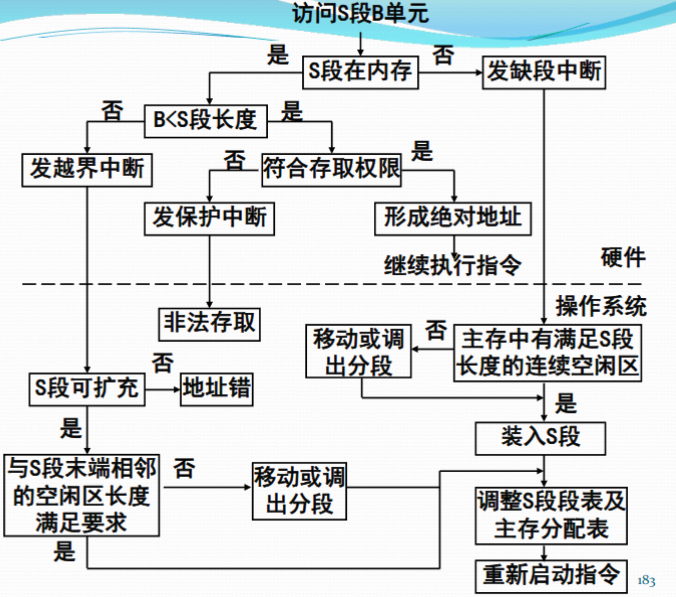 访问S段B单元
是
S段在内存
否
发缺段中断
否
B<S段长度
是
发越界中断
否
符合存取权限
是
发保护中断
形成绝对地址
继续执行指令
硬件
操作系统
非法存取
移动或调
出分段
否
主存中有满足S段
长度的连续空闲区
S段可扩充
否
地址错
是
是
装入S段
与S段末端相邻
的空闲区长度
满足要求
否
移动或调
出分段
调整S段段表及
主存分配表
是
重新启动指令
183